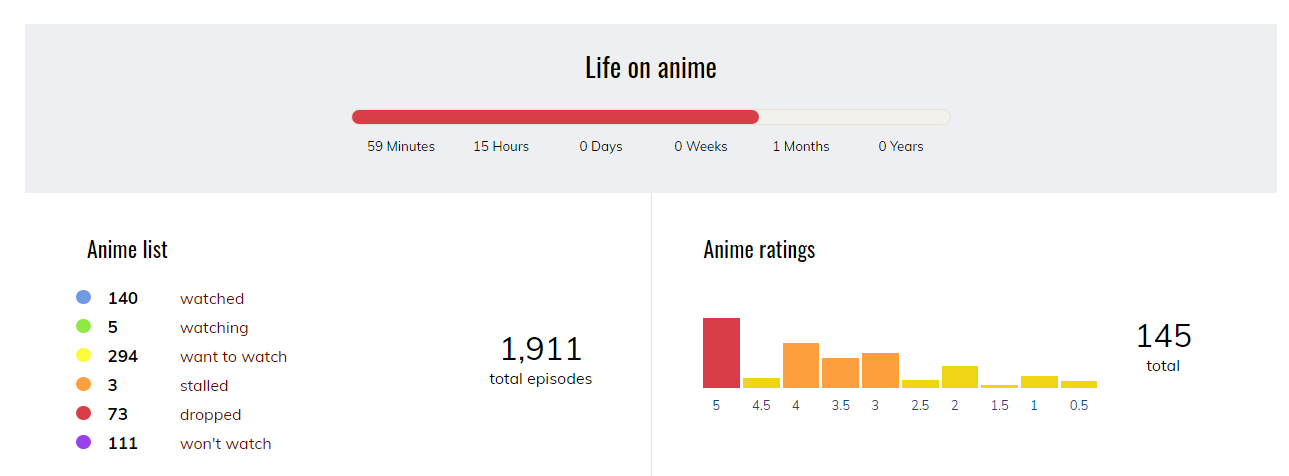 Life on anime
59 Minutes 15 Hours 0 Days 0 Weeks 1 Months 0 Years
Anime list
140 watched
5 watching
294 want to watch
3 stalled
73 dropped
111 won't watch
1,911
total episodes
Anime ratings
5 4.5 4 3.5 3 2.5 2 1.5 1 0.5
145
total